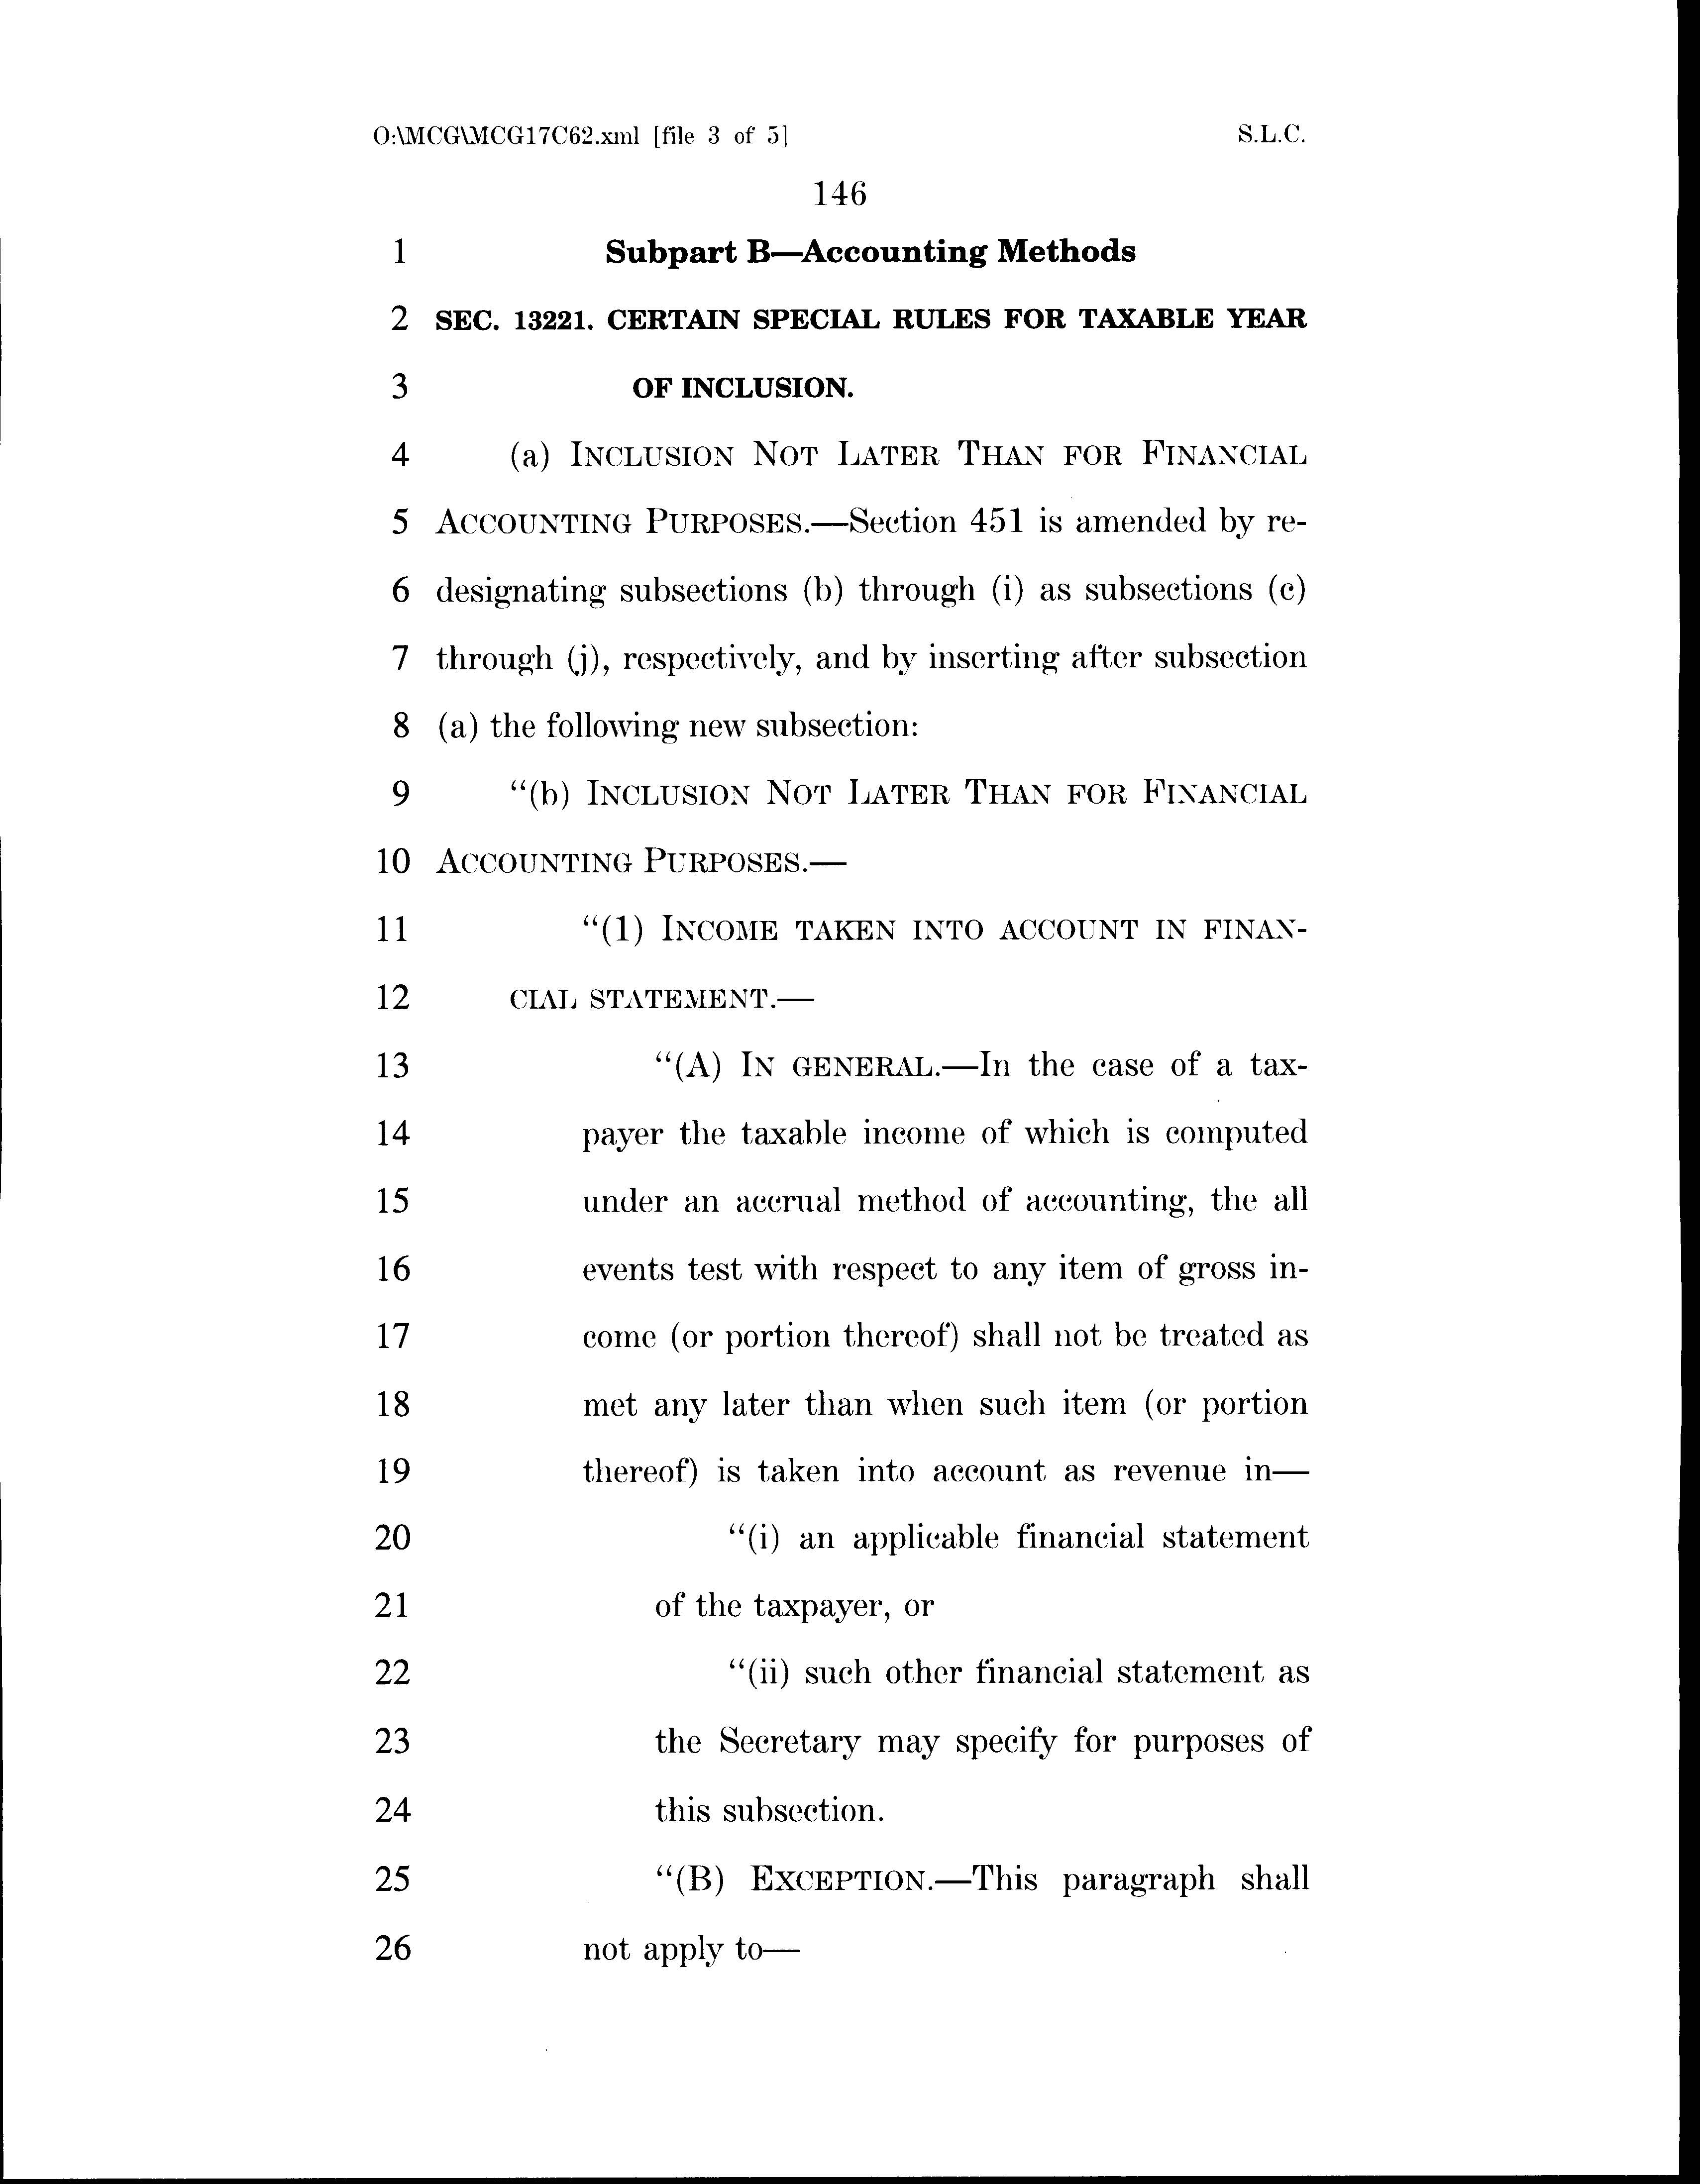 O:\MCG\MCG17C62.xml [file 3 of 5] S.L.C.
146
1 Subpart B—Accounting Methods
2 SEC. 13221. CERTAIN SPECIAL RULES FOR TAXABLE YEAR
3 OF INCLUSION.
4 (a) INCLUSION NOT LATER THAN FOR FINANCIAL
5 ACCOUNTING PURPOSES.—Section 451 is amended by re-
6 designating subsections (b) through (i) as subsections (c)
7 through (j), respectively, and by inserting after subsection
8 (a) the following new subsection:
9 “(b) INCLUSION NOT LATER THAN FOR FINANCIAL
10 ACCOUNTING PURPOSES.—
11 “(1) INCOME TAKEN INTO ACCOUNT IN FINAN-
12 CIAL STATEMENT.—
13 “(A) IN GENERAL.—In the case of a tax-
14 payer the taxable income of which is computed
15 under an accrual method of accounting, the all
16 events test with respect to any item of gross in-
17 come (or portion thereof) shall not be treated as
18 met any later than when such item (or portion
19 thereof) is taken into account as revenue in—
20 “(i) an applicable financial statement
21 of the taxpayer, or
22 “(ii) such other financial statement as
23 the Secretary may specify for purposes of
24 this subsection.
25 “(B) EXCEPTION.—This paragraph shall
26 not apply to—